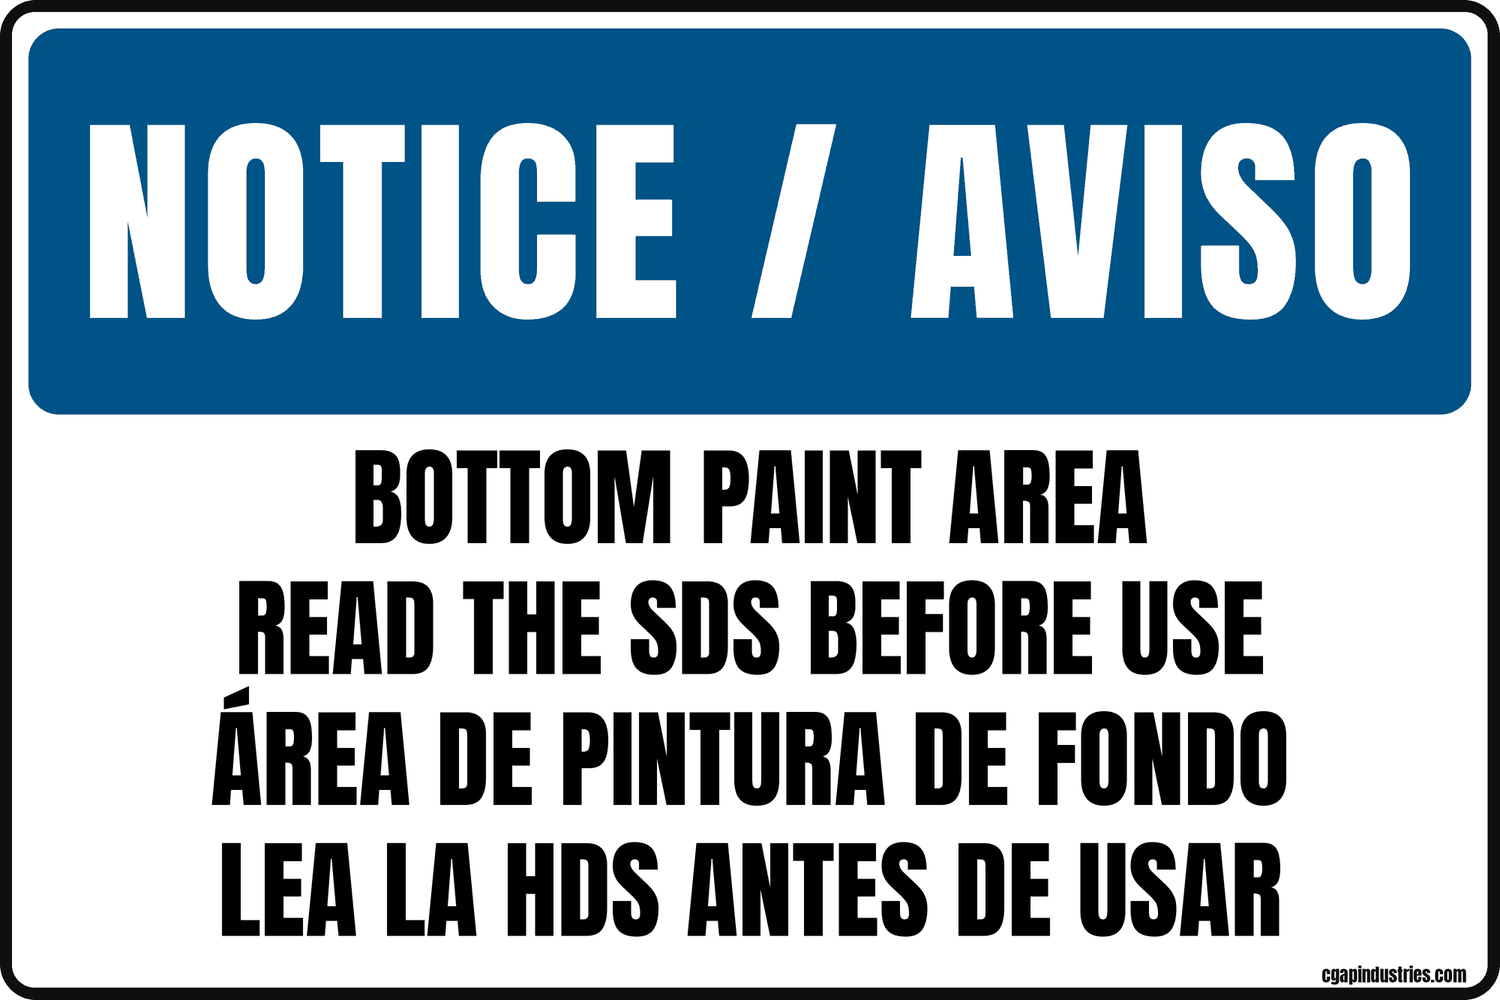 NOTICE / AVISO
BOTTOM PAINT AREA
READ THE SDS BEFORE USE
ÁREA DE PINTURA DE FONDO
LEA LA HDS ANTES DE USAR
cgapindustries.com